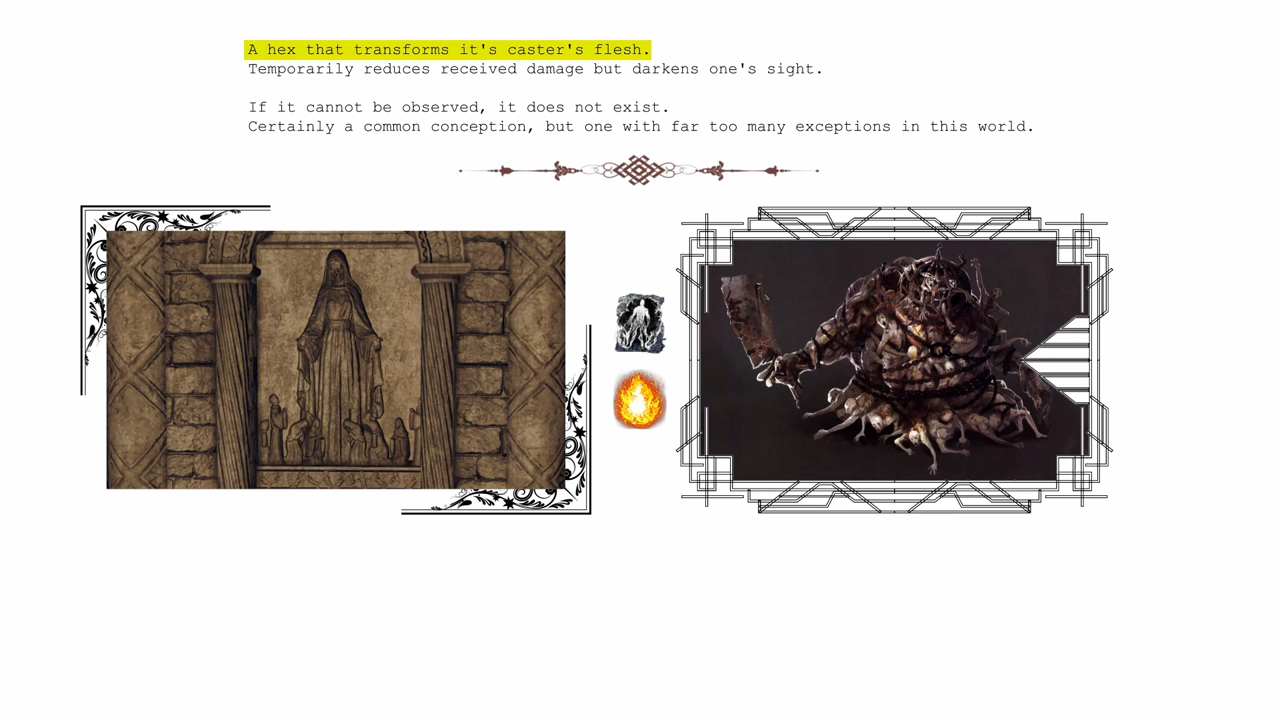 A hex that transforms it's caster's flesh.
Temporarily reduces received damage but darkens one's sight.
If it cannot be observed, it does not exist.
Certainly a common conception, but one with far too many exceptions in this world.